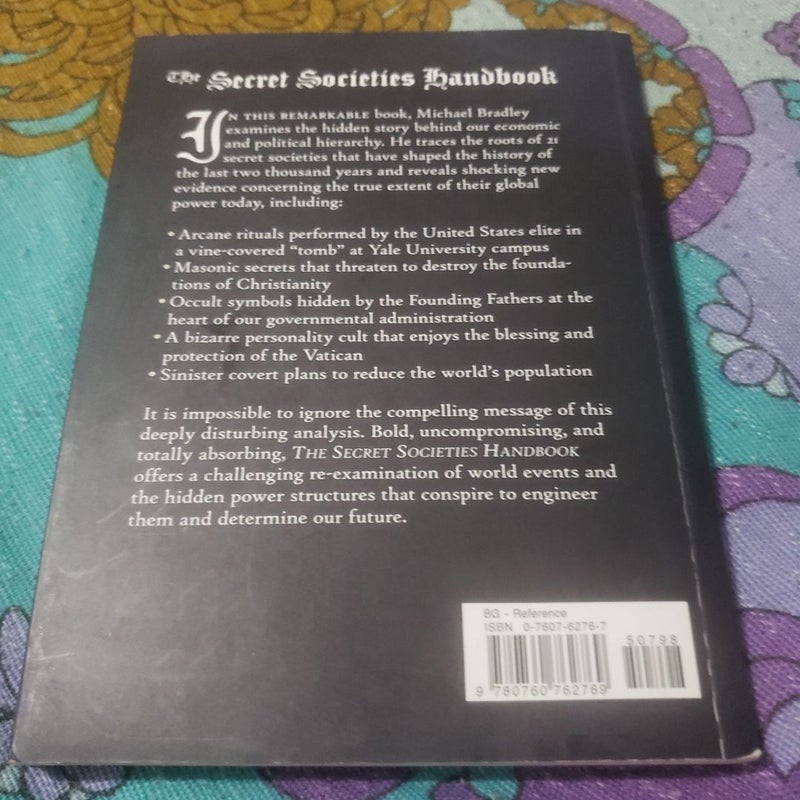 The Secret Societies Handbook
IN THIS REMARKABLE book, Michael Bradley
examines the hidden story behind our economic
and political hierarchy. He traces the roots of 21
secret societies that have shaped the history of
the last two thousand years and reveals shocking new
evidence concerning the true extent of their global
power today, including:
• Arcane rituals performed by the United States elite in
a vine-covered “tomb” at Yale University campus
• Masonic secrets that threaten to destroy the founda-
tions of Christianity
• Occult symbols hidden by the Founding Fathers at the
heart of our governmental administration
• A bizarre personality cult that enjoys the blessing and
protection of the Vatican
• Sinister covert plans to reduce the world’s population
It is impossible to ignore the compelling message of this
deeply disturbing analysis. Bold, uncompromising, and
totally absorbing, THE SECRET SOCIETIES HANDBOOK
offers a challenging re-examination of world events and
the hidden power structures that conspire to engineer
them and determine our future.
BG - Reference
ISBN 0-7607-6276-7
50798
9 780760 762769